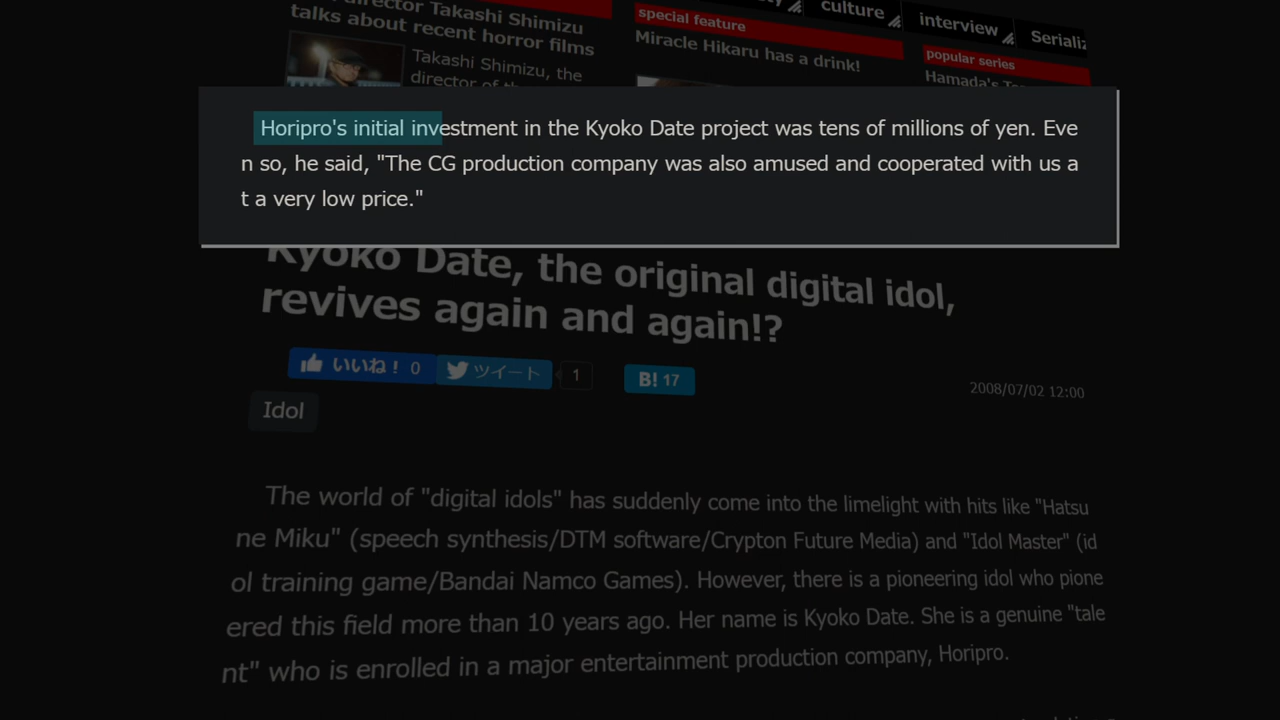 director Takashi Shimizu
talks about recent horror films
Takashi Shimizu, the
director of
special feature
Miracle Hikaru has a drink!
culture
interview
popular series
Hamada's
Horipro's initial investment in the Kyoko Date project was tens of millions of yen. Eve
n so, he said, "The CG production company was also amused and cooperated with us a
t a very low price."
Kyoko Date, the original digital idol,
revives again and again!?
いいね！ 0
ツイート
1
B! 17
2008/07/02 12:00
Idol
The world of "digital idols" has suddenly come into the limelight with hits like "Hatsu
ne Miku" (speech synthesis/DTM software/Crypton Future Media) and "Idol Master" (id
ol training game/Bandai Namco Games). However, there is a pioneering idol who pione
ered this field more than 10 years ago. Her name is Kyoko Date. She is a genuine "tale
nt" who is enrolled in a major entertainment production company, Horipro.